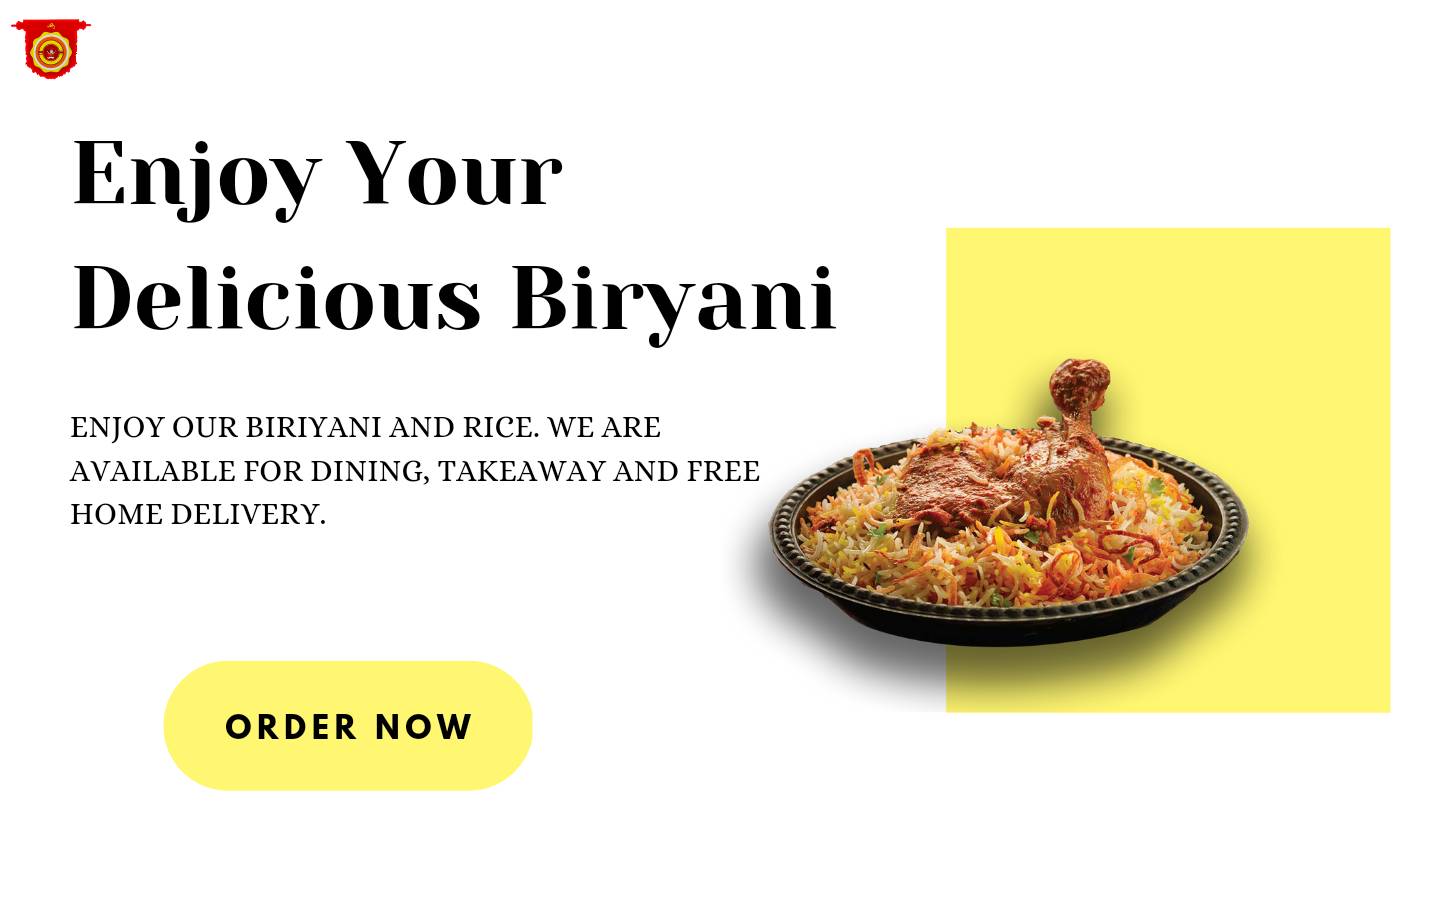 Enjoy Your
Delicious Biryani
ENJOY OUR BIRIYANI AND RICE. WE ARE
AVAILABLE FOR DINING, TAKEAWAY AND FREE
HOME DELIVERY.
ORDER NOW